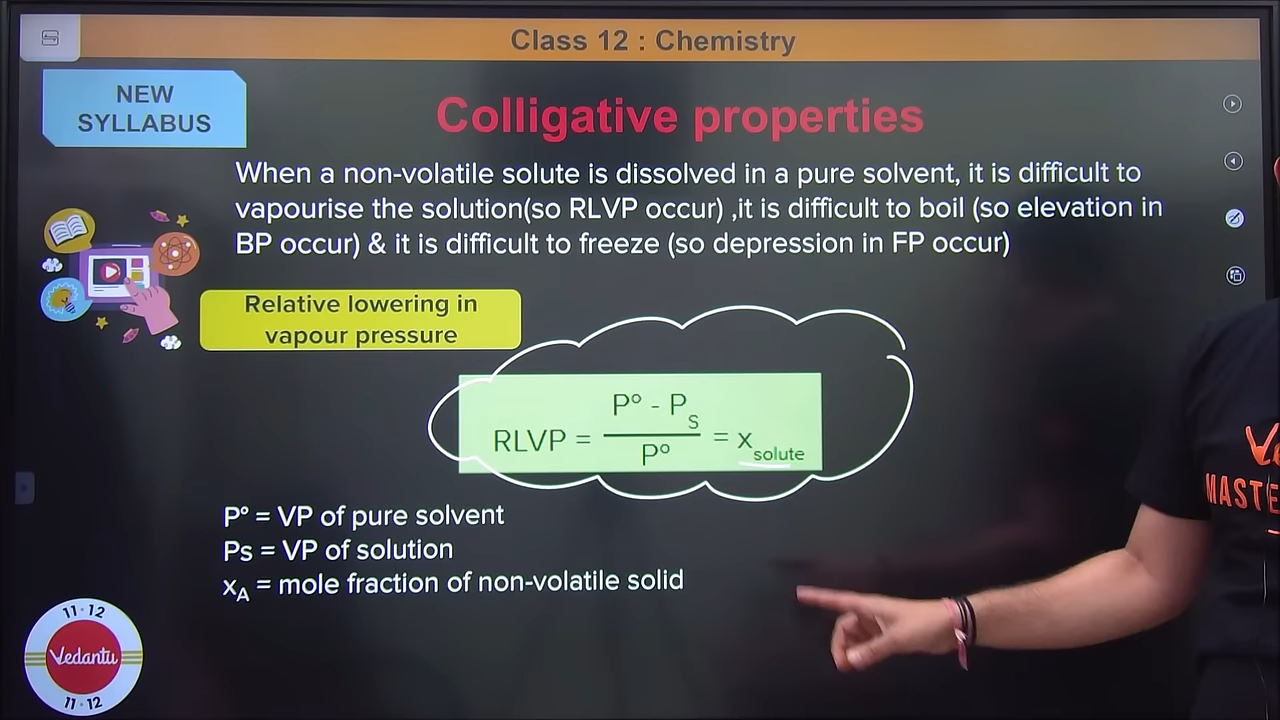 Class 12 : Chemistry
NEW
SYLLABUS
Colligative properties
When a non-volatile solute is dissolved in a pure solvent, it is difficult to
vapourise the solution(so RLVP occur) ,it is difficult to boil (so elevation in
BP occur) & it is difficult to freeze (so depression in FP occur)
Relative lowering in
vapour pressure
RLVP = (P° - Pₛ) / P° = x solute
P° = VP of pure solvent
Ps = VP of solution
x_A = mole fraction of non-volatile solid
11-12
Vedantu
11-12
MASTE